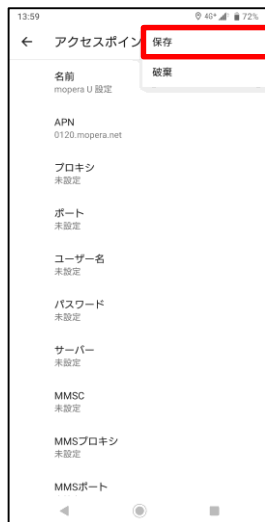 13:59 4G+ 72%
アクセスポイン
保存
破棄
名前
mopera U 設定
APN
0120.mopera.net
プロキシ
未設定
ポート
未設定
ユーザー名
未設定
パスワード
未設定
サーバー
未設定
MMSC
未設定
MMSプロキシ
未設定
MMSポート